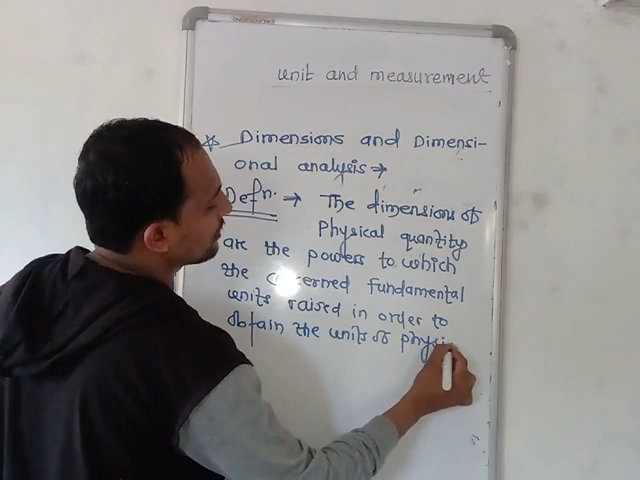 unit and measurement
Dimensions and Dimensi-
onal analysis →
Defn. → The dimensions of
Physical quantity
are the powers to which
the concerned fundamental
units raised in order to
obtain the units of physi